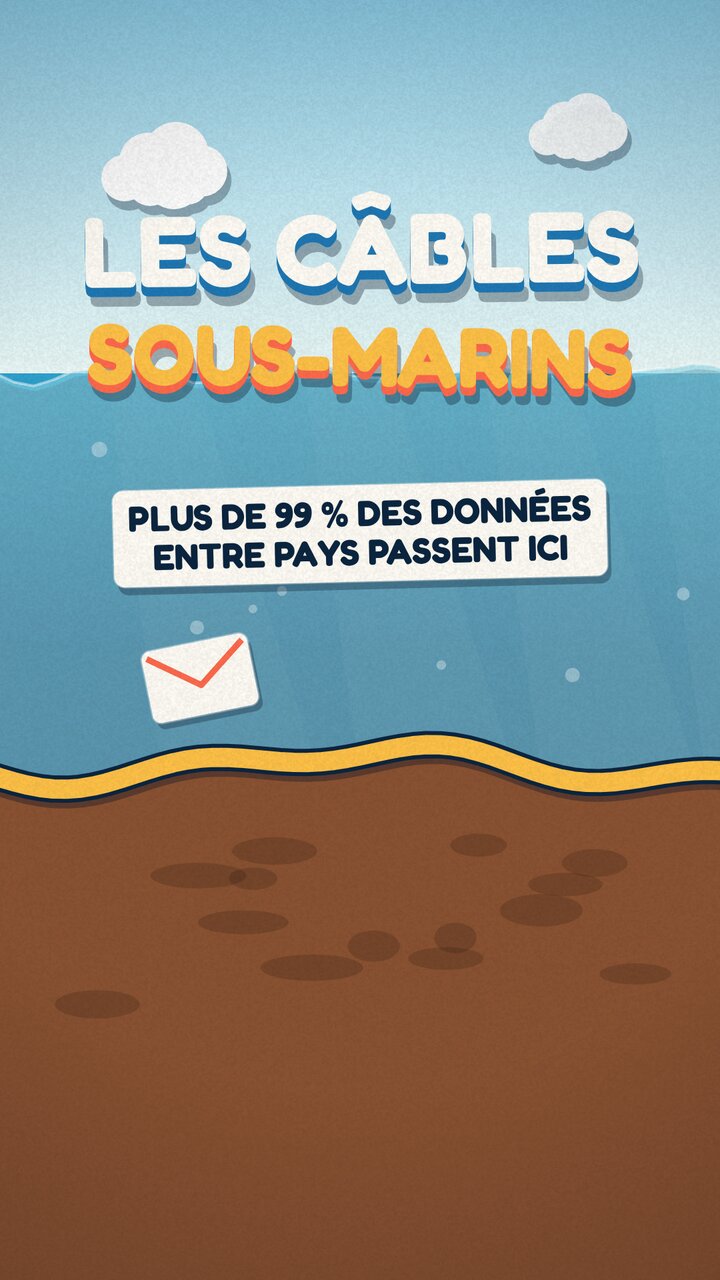 LES CÂBLES
SOUS-MARINS
PLUS DE 99 % DES DONNÉES
ENTRE PAYS PASSENT ICI